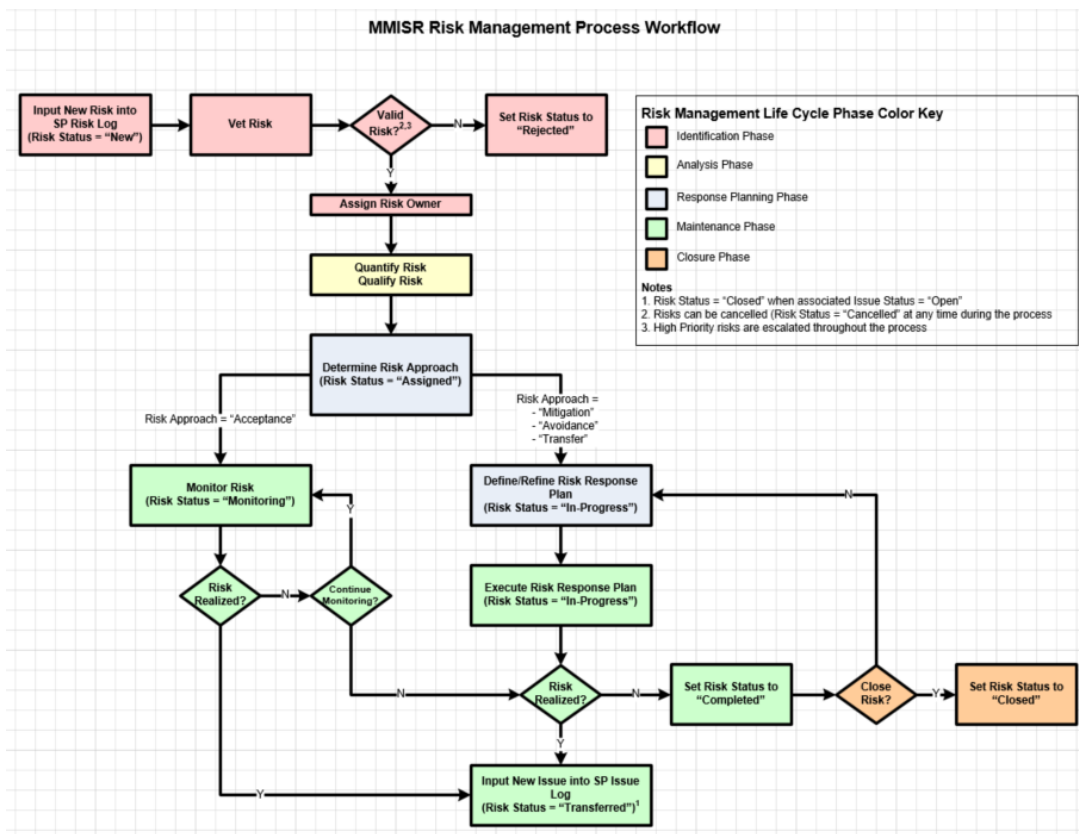 MMISR Risk Management Process Workflow
Input New Risk into
SP Risk Log
(Risk Status = “New”)
Vet Risk
Valid
Risk?2,3
N
Set Risk Status to
“Rejected”
Y
Assign Risk Owner
Quantify Risk
Qualify Risk
Determine Risk Approach
(Risk Status = “Assigned”)
Risk Management Life Cycle Phase Color Key
Identification Phase
Analysis Phase
Response Planning Phase
Maintenance Phase
Closure Phase
Notes
1. Risk Status = “Closed” when associated Issue Status = “Open”
2. Risks can be cancelled (Risk Status = “Cancelled” at any time during the process
3. High Priority risks are escalated throughout the process
Risk Approach = “Acceptance”
Risk Approach =
- “Mitigation”
- “Avoidance”
- “Transfer”
Monitor Risk
(Risk Status = “Monitoring”)
Y
Risk
Realized?
N
Continue
Monitoring?
N
Y
Define/Refine Risk Response
Plan
(Risk Status = “In-Progress”)
N
Execute Risk Response Plan
(Risk Status = “In-Progress”)
Risk
Realized?
N
Set Risk Status to
“Completed”
Close
Risk?
Y
Set Risk Status to
“Closed”
Y
Input New Issue into SP Issue
Log
(Risk Status = “Transferred”)1